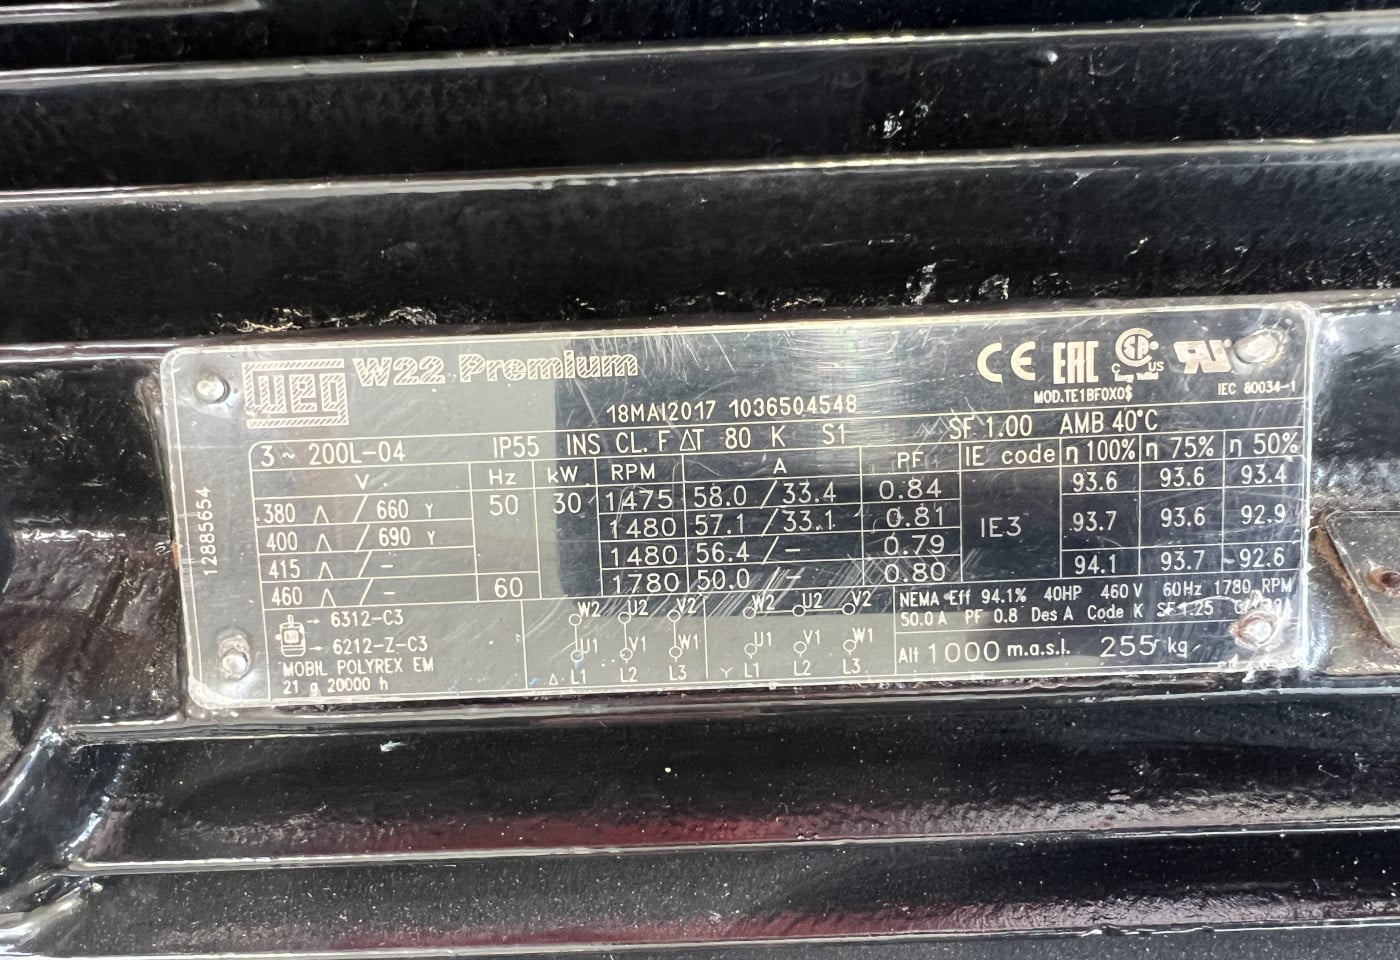 WEG W22 Premium
CE EAC SA C US
MOD.TE1BF0X0$
IEC 60034-1
18MAI2017 1036504548
SF 1.00 AMB 40°C
3~ 200L-04 IP55 INS CL. F ΔT 80 K S1
V Hz kW RPM A PF IE code η 100% η 75% η 50%
380 Δ / 660 Y 50 30 1475 58.0 / 33.4 0.84 93.6 93.6 93.4
400 Δ / 690 Y 1480 57.1 / 33.1 0.81 IE3 93.7 93.6 92.9
415 Δ / - 1480 56.4 / - 0.79
460 Δ / - 60 1780 50.0 / - 0.80 94.1 93.7 92.6
12885654
→ 6312-C3
→ 6212-Z-C3
MOBIL POLYREX EM
21 g 20000 h
W2 U2 V2
U1 V1 W1
Δ L1 L2 L3
W2 U2 V2
U1 V1 W1
Y L1 L2 L3
NEMA Eff 94.1% 40HP 460 V 60Hz 1780 RPM
50.0 A PF 0.8 Des A Code K SF 1.25
Alt 1000 m.a.s.l. 255 kg